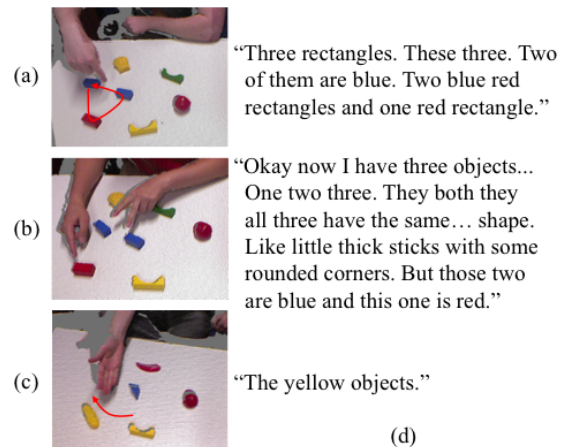 (a)
“Three rectangles. These three. Two
of them are blue. Two blue red
rectangles and one red rectangle.”
(b)
“Okay now I have three objects...
One two three. They both they
all three have the same… shape.
Like little thick sticks with some
rounded corners. But those two
are blue and this one is red.”
(c)
“The yellow objects.”
(d)